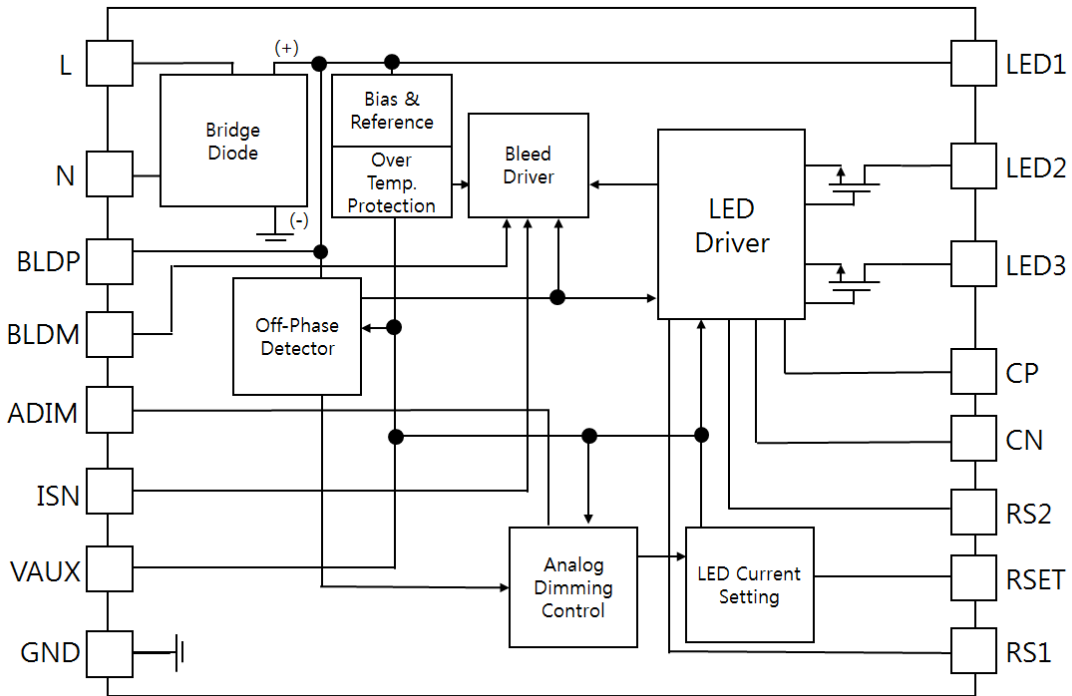 L
N
BLDP
BLDM
ADIM
ISN
VAUX
GND
(+)
Bridge
Diode
(-)
Bias &
Reference
Over
Temp.
Protection
Bleed
Driver
LED
Driver
Off-Phase
Detector
Analog
Dimming
Control
LED Current
Setting
LED1
LED2
LED3
CP
CN
RS2
RSET
RS1